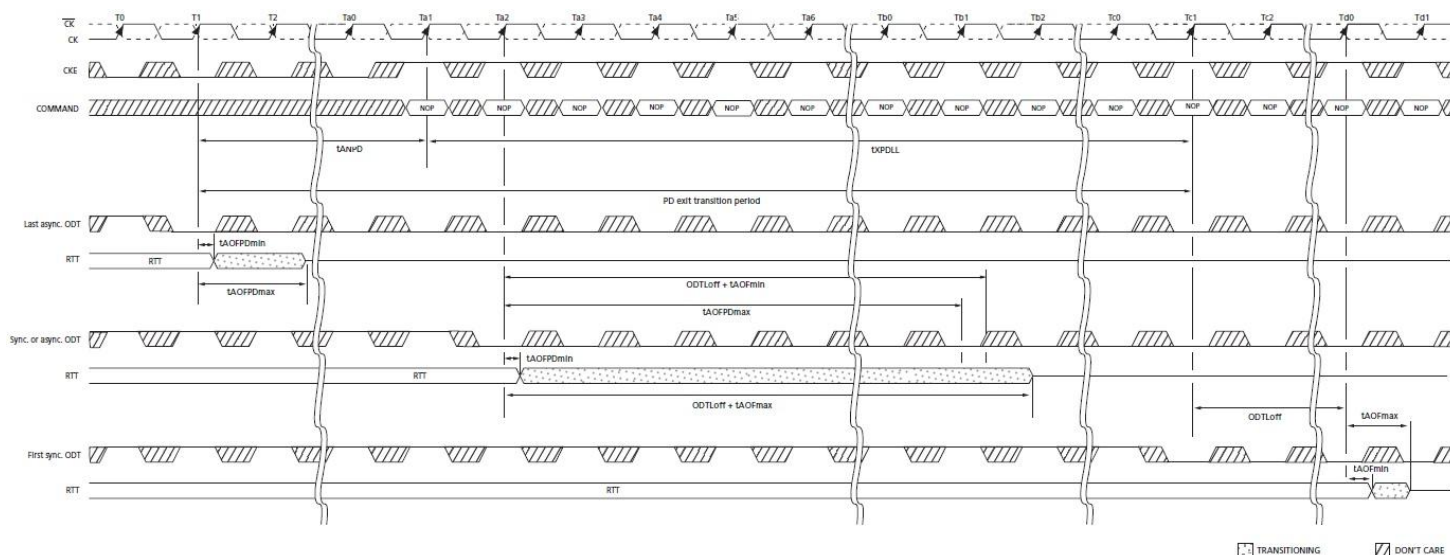 T0 T1 T2 Ta0 Ta1 Ta2 Ta3 Ta4 Ta5 Ta6 Tb0 Tb1 Tb2 Tc0 Tc1 Tc2 Td0 Td1
CK
CK
CKE
COMMAND NOP NOP NOP NOP NOP NOP NOP NOP NOP NOP NOP NOP NOP NOP
tANPD tXPDLL
PD exit transition period
Last async. ODT
tAOFPDmin
RTT RTT
tAOFPDmax
ODTLoff + tAOFmin
tAOFPDmax
Sync. or async. ODT
tAOFPDmin
RTT RTT
ODTLoff + tAOFmax
ODTLoff tAOFmax
First sync. ODT
tAOFmin
RTT RTT
TRANSITIONING DON'T CARE